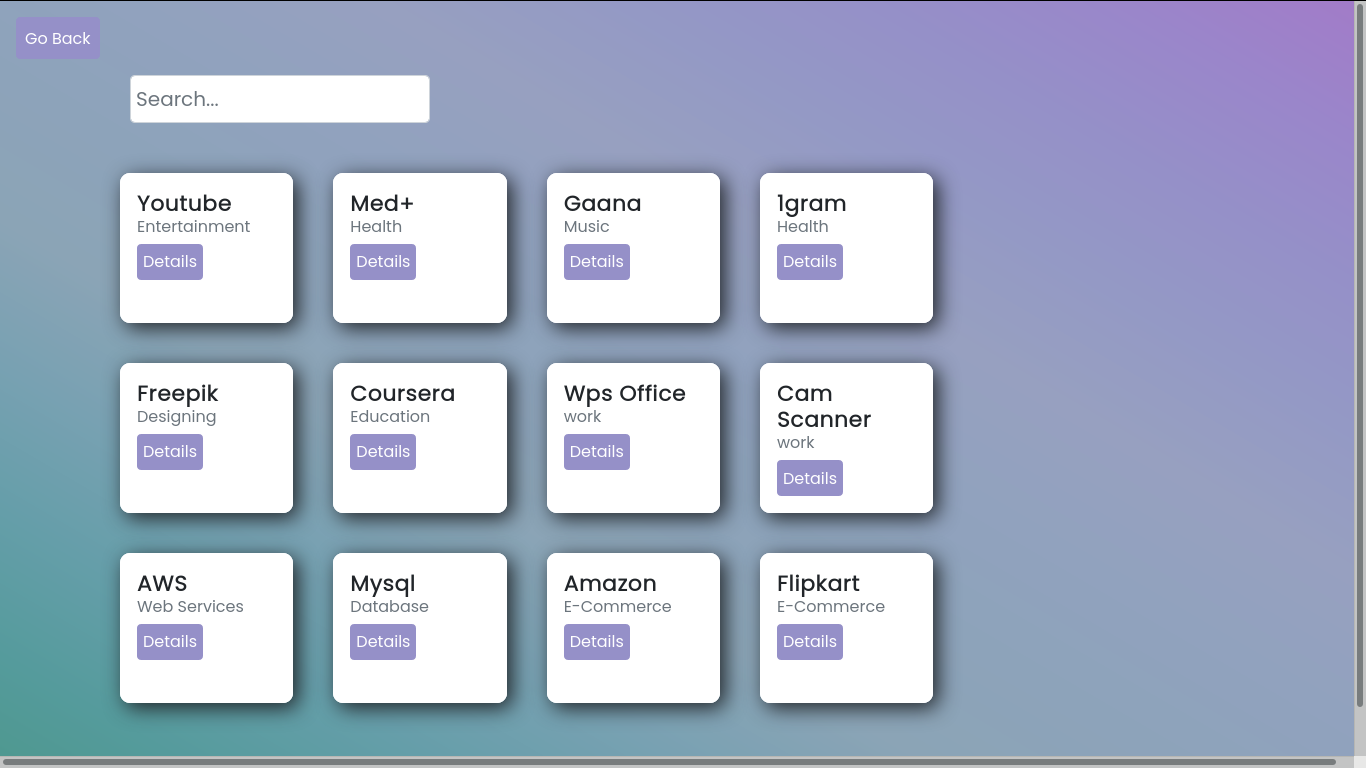 Go Back
Search...
Youtube
Entertainment
Details
Med+
Health
Details
Gaana
Music
Details
1gram
Health
Details
Freepik
Designing
Details
Coursera
Education
Details
Wps Office
work
Details
Cam
Scanner
work
Details
AWS
Web Services
Details
Mysql
Database
Details
Amazon
E-Commerce
Details
Flipkart
E-Commerce
Details